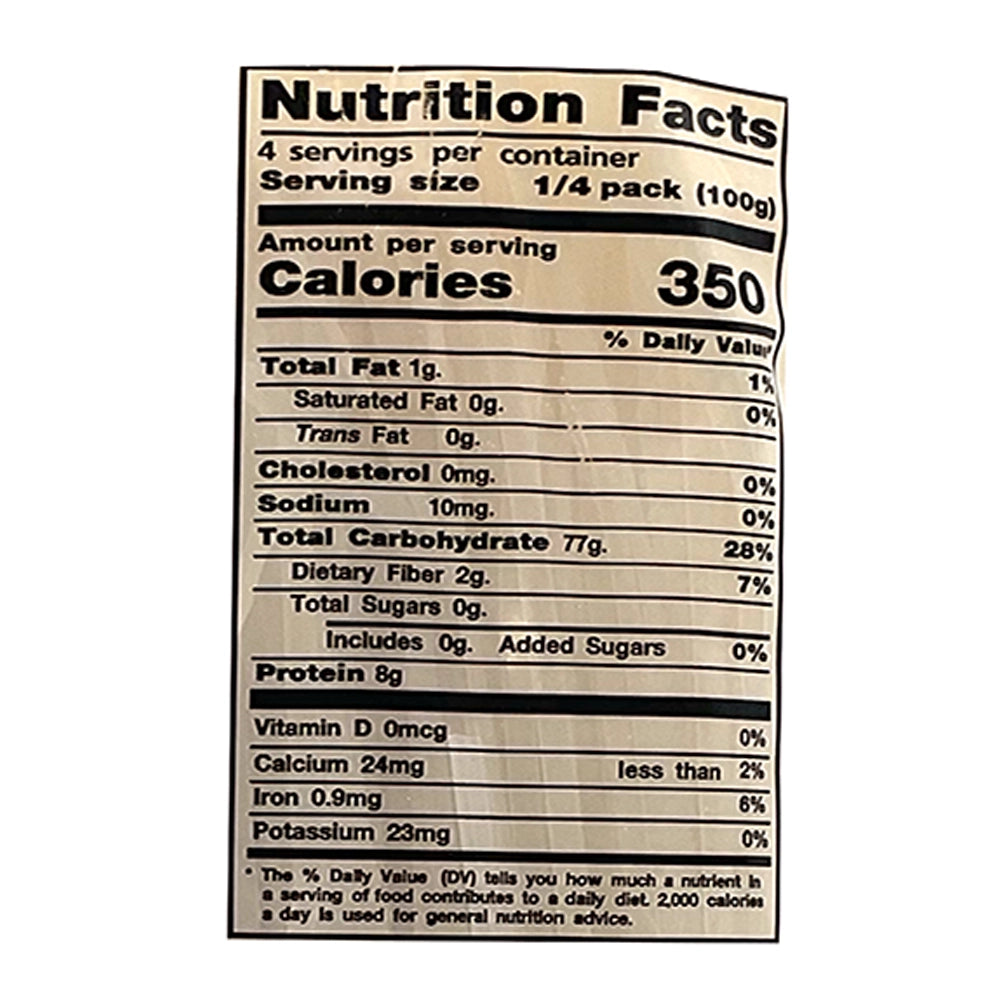 Nutrition Facts
4 servings per container
Serving size 1/4 pack (100g)
Amount per serving
Calories 350
% Daily Value*
Total Fat 1g. 1%
Saturated Fat 0g. 0%
Trans Fat 0g.
Cholesterol 0mg. 0%
Sodium 10mg. 0%
Total Carbohydrate 77g. 28%
Dietary Fiber 2g. 7%
Total Sugars 0g.
Includes 0g. Added Sugars 0%
Protein 8g
Vitamin D 0mcg 0%
Calcium 24mg less than 2%
Iron 0.9mg 6%
Potassium 23mg 0%
* The % Daily Value (DV) tells you how much a nutrient in
a serving of food contributes to a daily diet. 2,000 calories
a day is used for general nutrition advice.